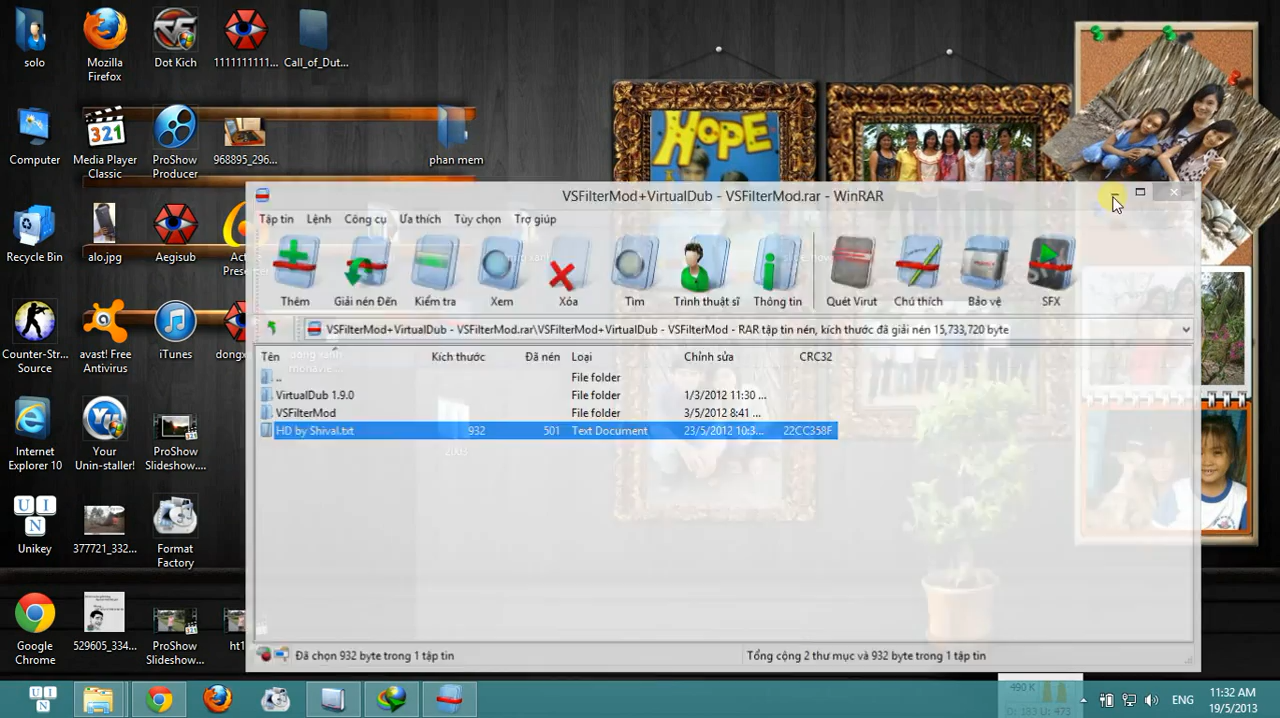 solo
Mozilla
Firefox
Dot Kich
1111111111...
Call_of_Dut...
Computer
Media Player
Classic
ProShow
Producer
968895_296...
phan mem
HOPE
VSFilterMod+VirtualDub - VSFilterMod.rar - WinRAR
Tập tin Lệnh Công cụ Ưa thích Tùy chọn Trợ giúp
Recycle Bin
alo.jpg
Aegisub
Thêm Giải nén Đến Kiểm tra Xem Xóa Tìm Trình thuật sĩ Thông tin Quét Virut Chú thích Bảo vệ SFX
VSFilterMod+VirtualDub - VSFilterMod.rar\VSFilterMod+VirtualDub - VSFilterMod - RAR tập tin nén, kích thước đã giải nén 15,733,720 byte
Counter-Str...
Source
avast! Free
Antivirus
iTunes
Tên Kích thước Đã nén Loại Chỉnh sửa CRC32
.. File folder
VirtualDub 1.9.0 File folder 1/3/2012 11:30 ...
VSFilterMod File folder 3/5/2012 8:41 ...
HD by Shival.txt 932 501 Text Document 23/5/2012 10:3... 22CC358F
2003
Internet
Explorer 10
Your
Unin-staller!
ProShow
Slideshow....
UIN
Unikey
377721_332...
Format
Factory
Google
Chrome
529605_334...
ProShow
Slideshow...
ht1
Đã chọn 932 byte trong 1 tập tin
Tổng cộng 2 thư mục và 932 byte trong 1 tập tin
490 K
D: 183 U: 473
ENG
11:32 AM
19/5/2013